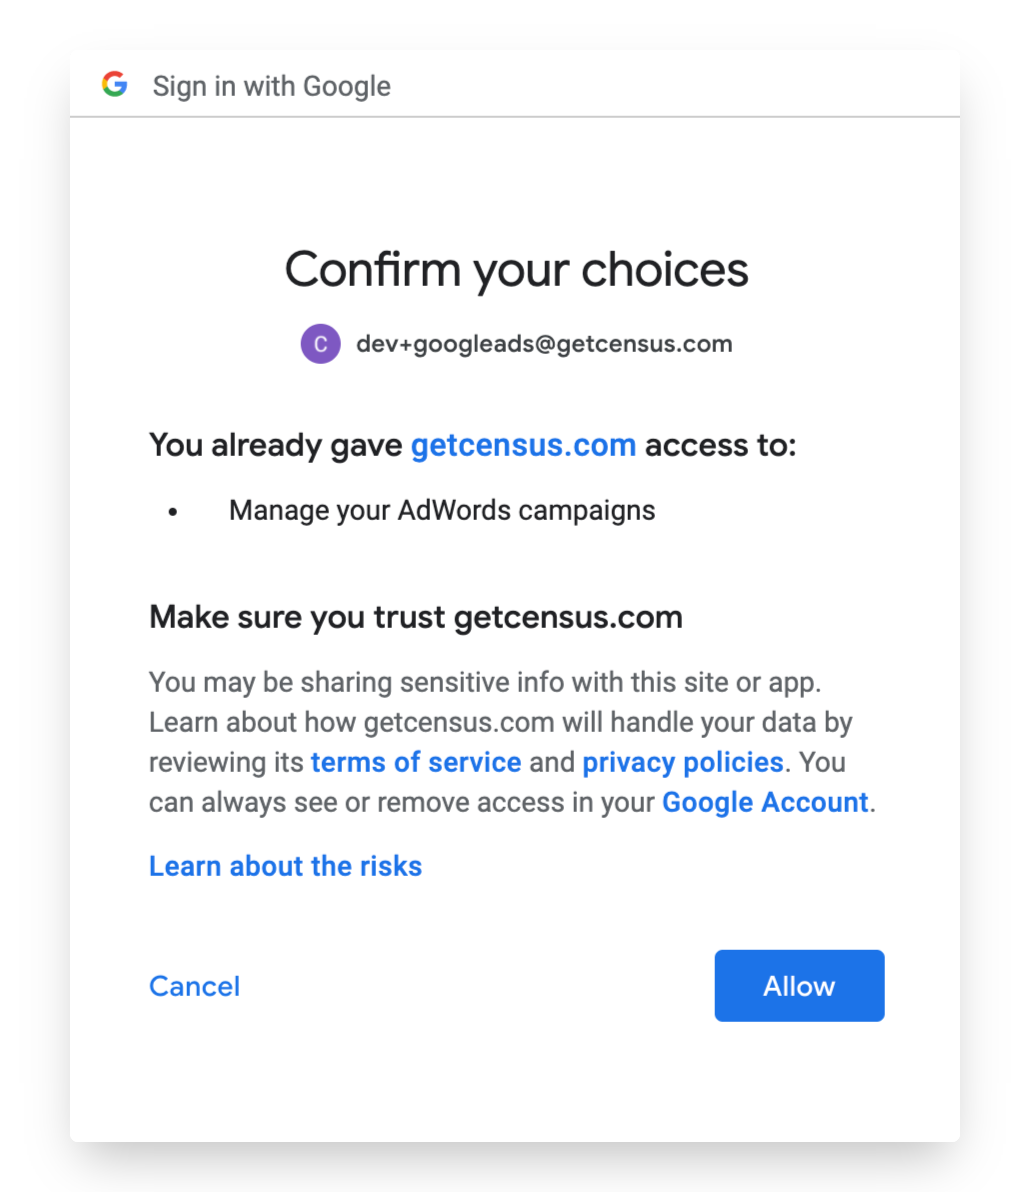 Sign in with Google
Confirm your choices
C dev+googleads@getcensus.com
You already gave getcensus.com access to:
• Manage your AdWords campaigns
Make sure you trust getcensus.com
You may be sharing sensitive info with this site or app.
Learn about how getcensus.com will handle your data by
reviewing its terms of service and privacy policies. You
can always see or remove access in your Google Account.
Learn about the risks
Cancel Allow